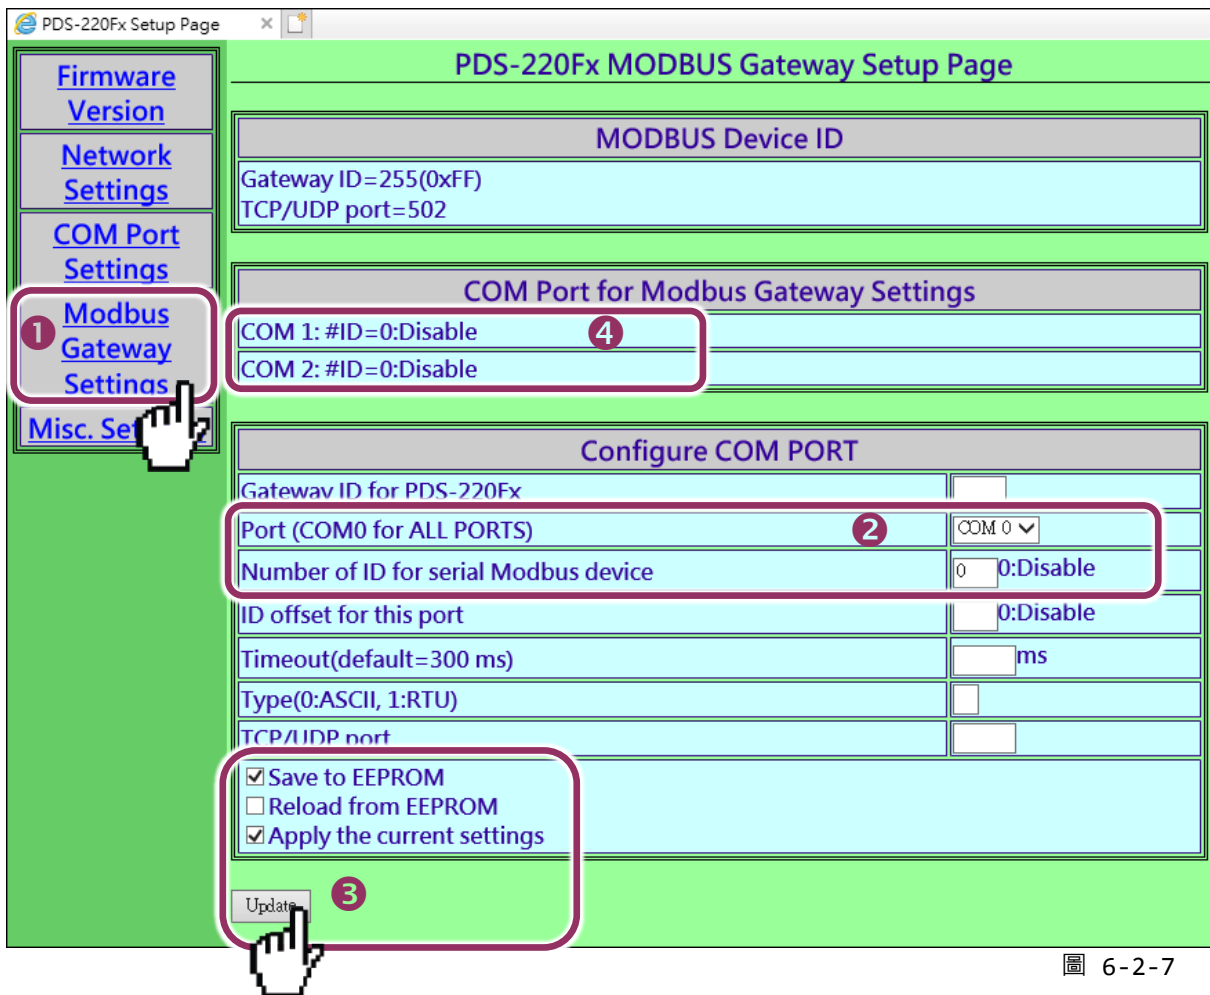 PDS-220Fx Setup Page
PDS-220Fx MODBUS Gateway Setup Page
Firmware
Version
Network
Settings
COM Port
Settings
❶
Modbus
Gateway
Settings
Misc. Se
MODBUS Device ID
Gateway ID=255(0xFF)
TCP/UDP port=502
COM Port for Modbus Gateway Settings
COM 1: #ID=0:Disable ❹
COM 2: #ID=0:Disable
Configure COM PORT
Gateway ID for PDS-220Fx
Port (COM0 for ALL PORTS) ❷ COM 0
Number of ID for serial Modbus device 0 0:Disable
ID offset for this port 0:Disable
Timeout(default=300 ms) ms
Type(0:ASCII, 1:RTU)
TCP/UDP port
Save to EEPROM
Reload from EEPROM
Apply the current settings
Update ❸
圖 6-2-7